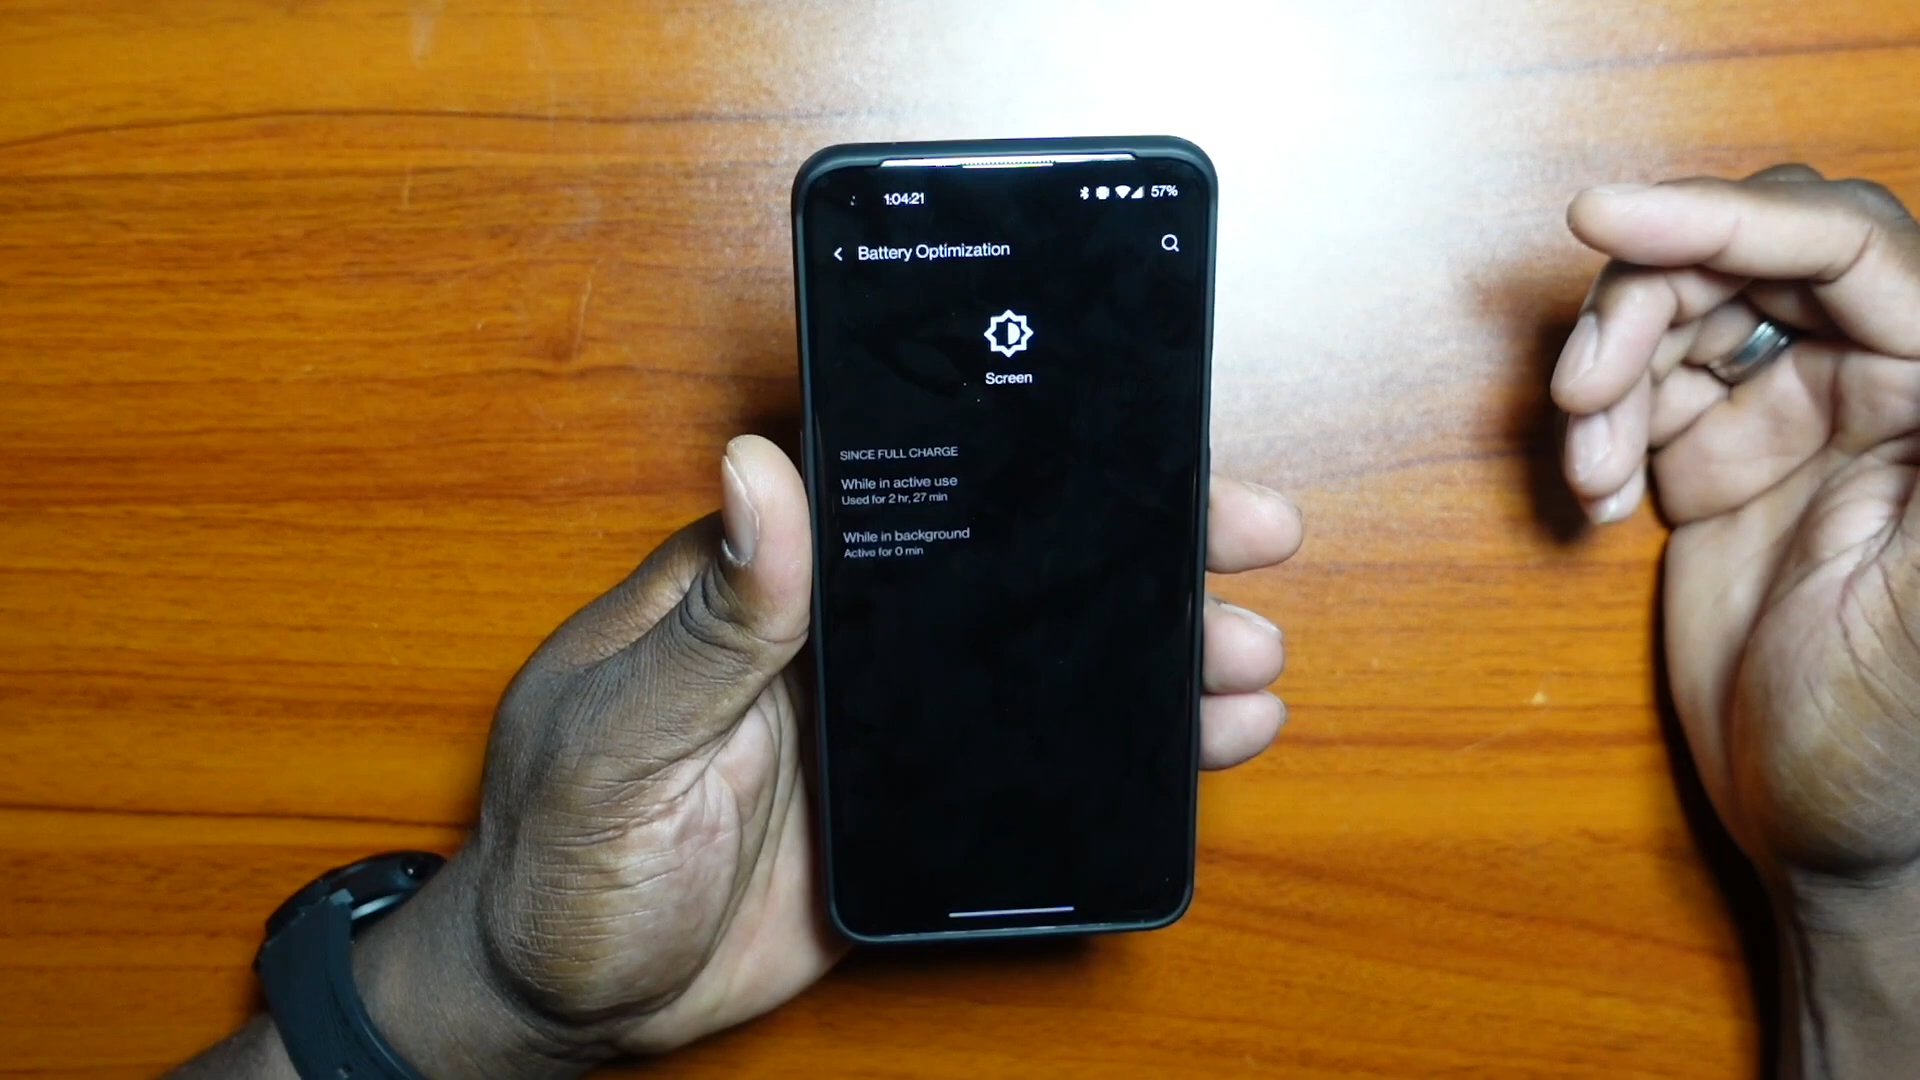 1:04:21
57%
Battery Optimization
Screen
SINCE FULL CHARGE
While in active use
Used for 2 hr, 27 min
While in background
Active for 0 min